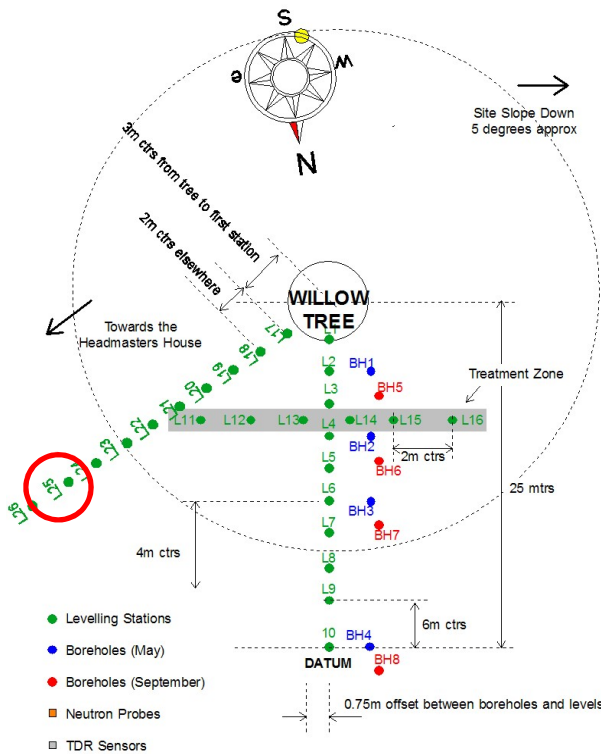 S
e
w
N
Site Slope Down
5 degrees approx
3m ctrs from tree to first station
2m ctrs elsewhere
WILLOW
TREE
Towards the
Headmasters House
L17
L18
L19
L20
L21
L22
L23
L24
L25
L26
L1
L2
L3
L4
L5
L6
L7
L8
L9
10
DATUM
BH1
BH5
Treatment Zone
L11
L12
L13
L14
L15
L16
BH2
BH6
2m ctrs
BH3
BH7
25 mtrs
4m ctrs
6m ctrs
BH4
BH8
0.75m offset between boreholes and levels
Levelling Stations
Boreholes (May)
Boreholes (September)
Neutron Probes
TDR Sensors